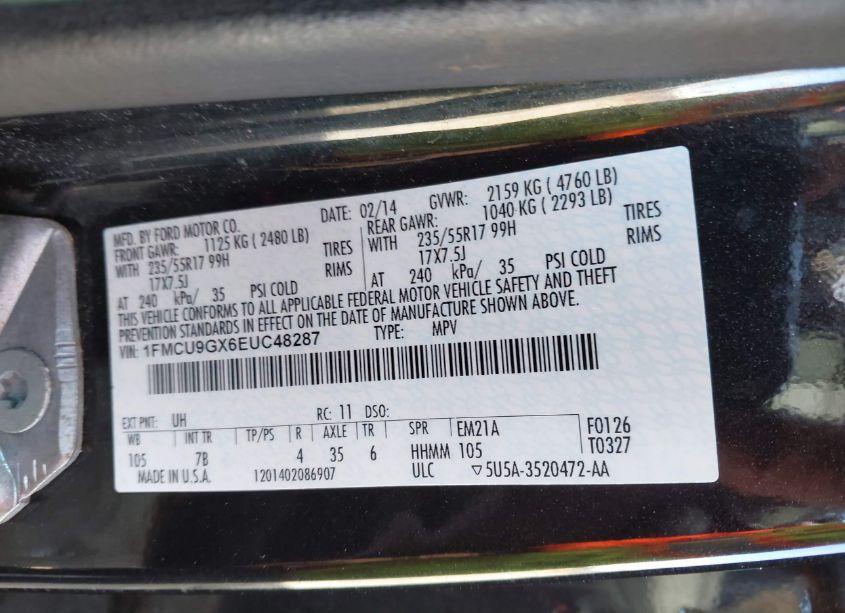 MFD. BY FORD MOTOR CO. DATE: 02/14 GVWR: 2159 KG ( 4760 LB)
FRONT GAWR: 1125 KG ( 2480 LB) REAR GAWR: 1040 KG ( 2293 LB)
WITH 235/55R17 99H TIRES WITH 235/55R17 99H TIRES
17X7.5J RIMS 17X7.5J RIMS
AT 240 kPa/ 35 PSI COLD AT 240 kPa/ 35 PSI COLD
THIS VEHICLE CONFORMS TO ALL APPLICABLE FEDERAL MOTOR VEHICLE SAFETY AND THEFT
PREVENTION STANDARDS IN EFFECT ON THE DATE OF MANUFACTURE SHOWN ABOVE.
VIN: 1FMCU9GX6EUC48287 TYPE: MPV
EXT PNT: UH RC: 11 DSO:
WB INT TR TP/PS R AXLE TR SPR EM21A F0126
105 7B 4 35 6 HHMM 105 T0327
MADE IN U.S.A. 1201402086907 ULC ▽5U5A-3520472-AA